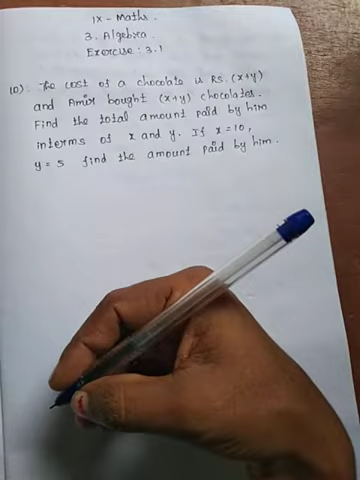 IX - Maths.
3. Algebra.
Exercise : 3.1
10) The cost of a chocolate is Rs. (x+y)
and Amir bought (x+y) chocolates.
Find the total amount paid by him
interms of x and y. If x = 10,
y = 5 find the amount paid by him.